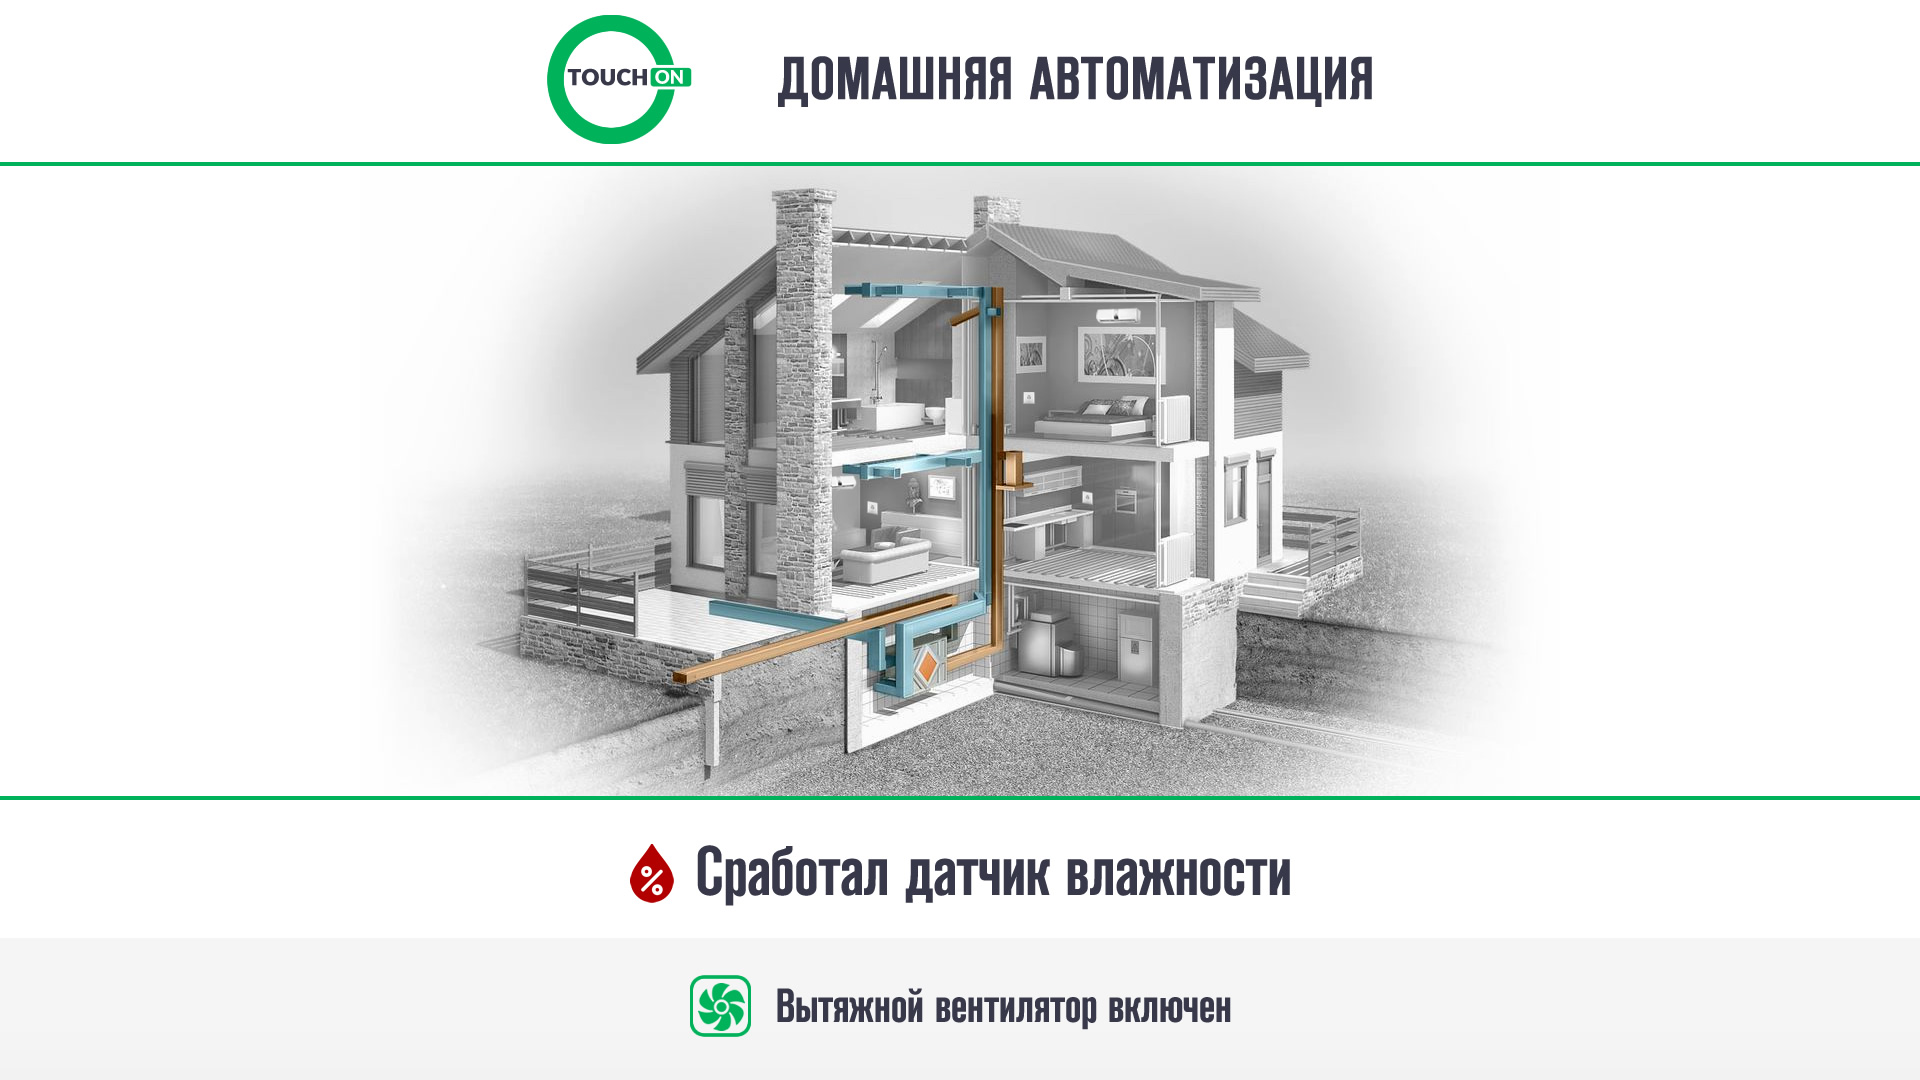 TOUCH ON
ДОМАШНЯЯ АВТОМАТИЗАЦИЯ
%
Сработал датчик влажности
Вытяжной вентилятор включен